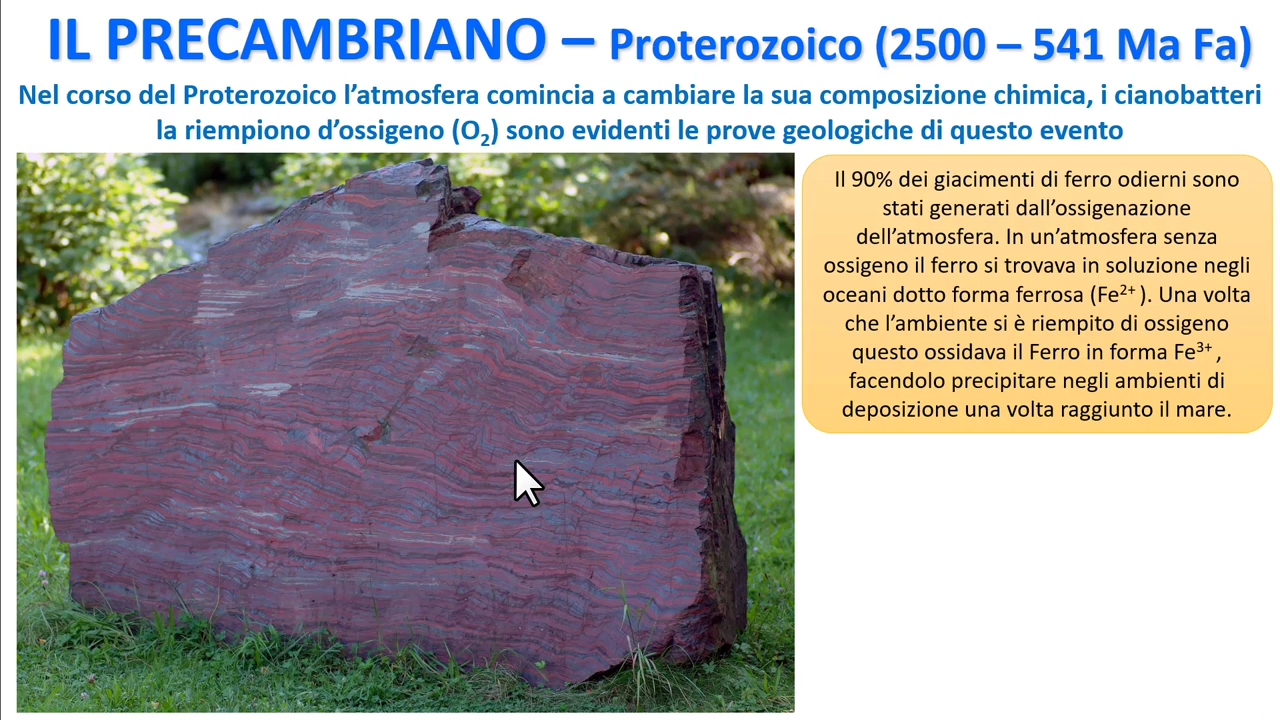 IL PRECAMBRIANO – Proterozoico (2500 – 541 Ma Fa)
Nel corso del Proterozoico l’atmosfera comincia a cambiare la sua composizione chimica, i cianobatteri
la riempiono d’ossigeno (O₂) sono evidenti le prove geologiche di questo evento
Il 90% dei giacimenti di ferro odierni sono
stati generati dall’ossigenazione
dell’atmosfera. In un’atmosfera senza
ossigeno il ferro si trovava in soluzione negli
oceani dotto forma ferrosa (Fe²⁺ ). Una volta
che l’ambiente si è riempito di ossigeno
questo ossidava il Ferro in forma Fe³⁺ ,
facendolo precipitare negli ambienti di
deposizione una volta raggiunto il mare.